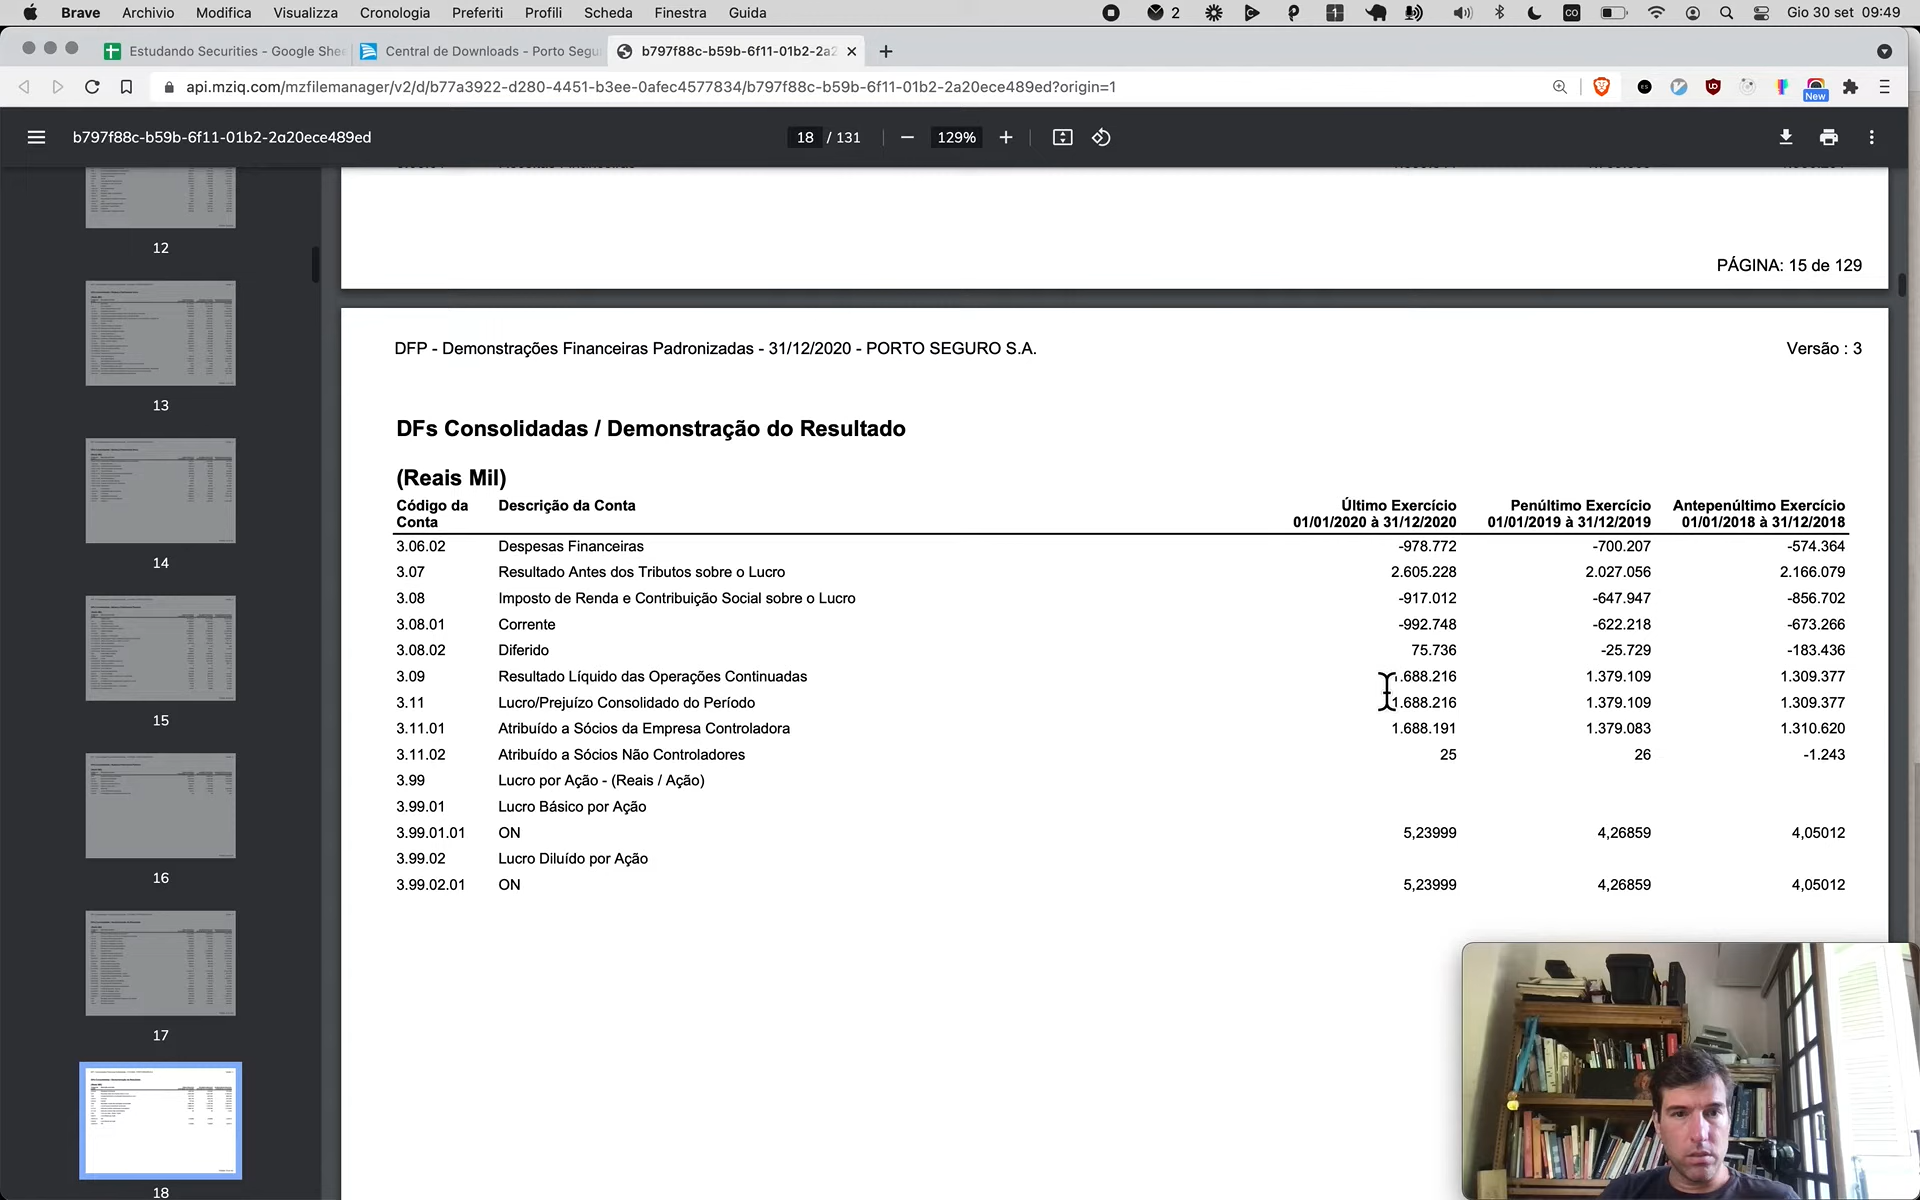 Brave Archivio Modifica Visualizza Cronologia Preferiti Profili Scheda Finestra Guida 2 Gio 30 set 09:49
Estudando Securities - Google Shee Central de Downloads - Porto Segu b797f88c-b59b-6f11-01b2-2a2
api.mziq.com/mzfilemanager/v2/d/b77a3922-d280-4451-b3ee-0afec4577834/b797f88c-b59b-6f11-01b2-2a20ece489ed?origin=1
New
b797f88c-b59b-6f11-01b2-2a20ece489ed 18 / 131 129%
12
13
14
15
16
17
18
PÁGINA: 15 de 129
DFP - Demonstrações Financeiras Padronizadas - 31/12/2020 - PORTO SEGURO S.A. Versão : 3
DFs Consolidadas / Demonstração do Resultado
(Reais Mil)
Código da Conta Descrição da Conta Último Exercício 01/01/2020 à 31/12/2020 Penúltimo Exercício 01/01/2019 à 31/12/2019 Antepenúltimo Exercício 01/01/2018 à 31/12/2018
3.06.02 Despesas Financeiras -978.772 -700.207 -574.364
3.07 Resultado Antes dos Tributos sobre o Lucro 2.605.228 2.027.056 2.166.079
3.08 Imposto de Renda e Contribuição Social sobre o Lucro -917.012 -647.947 -856.702
3.08.01 Corrente -992.748 -622.218 -673.266
3.08.02 Diferido 75.736 -25.729 -183.436
3.09 Resultado Líquido das Operações Continuadas .688.216 1.379.109 1.309.377
3.11 Lucro/Prejuízo Consolidado do Período 1.688.216 1.379.109 1.309.377
3.11.01 Atribuído a Sócios da Empresa Controladora 1.688.191 1.379.083 1.310.620
3.11.02 Atribuído a Sócios Não Controladores 25 26 -1.243
3.99 Lucro por Ação - (Reais / Ação)
3.99.01 Lucro Básico por Ação
3.99.01.01 ON 5,23999 4,26859 4,05012
3.99.02 Lucro Diluído por Ação
3.99.02.01 ON 5,23999 4,26859 4,05012